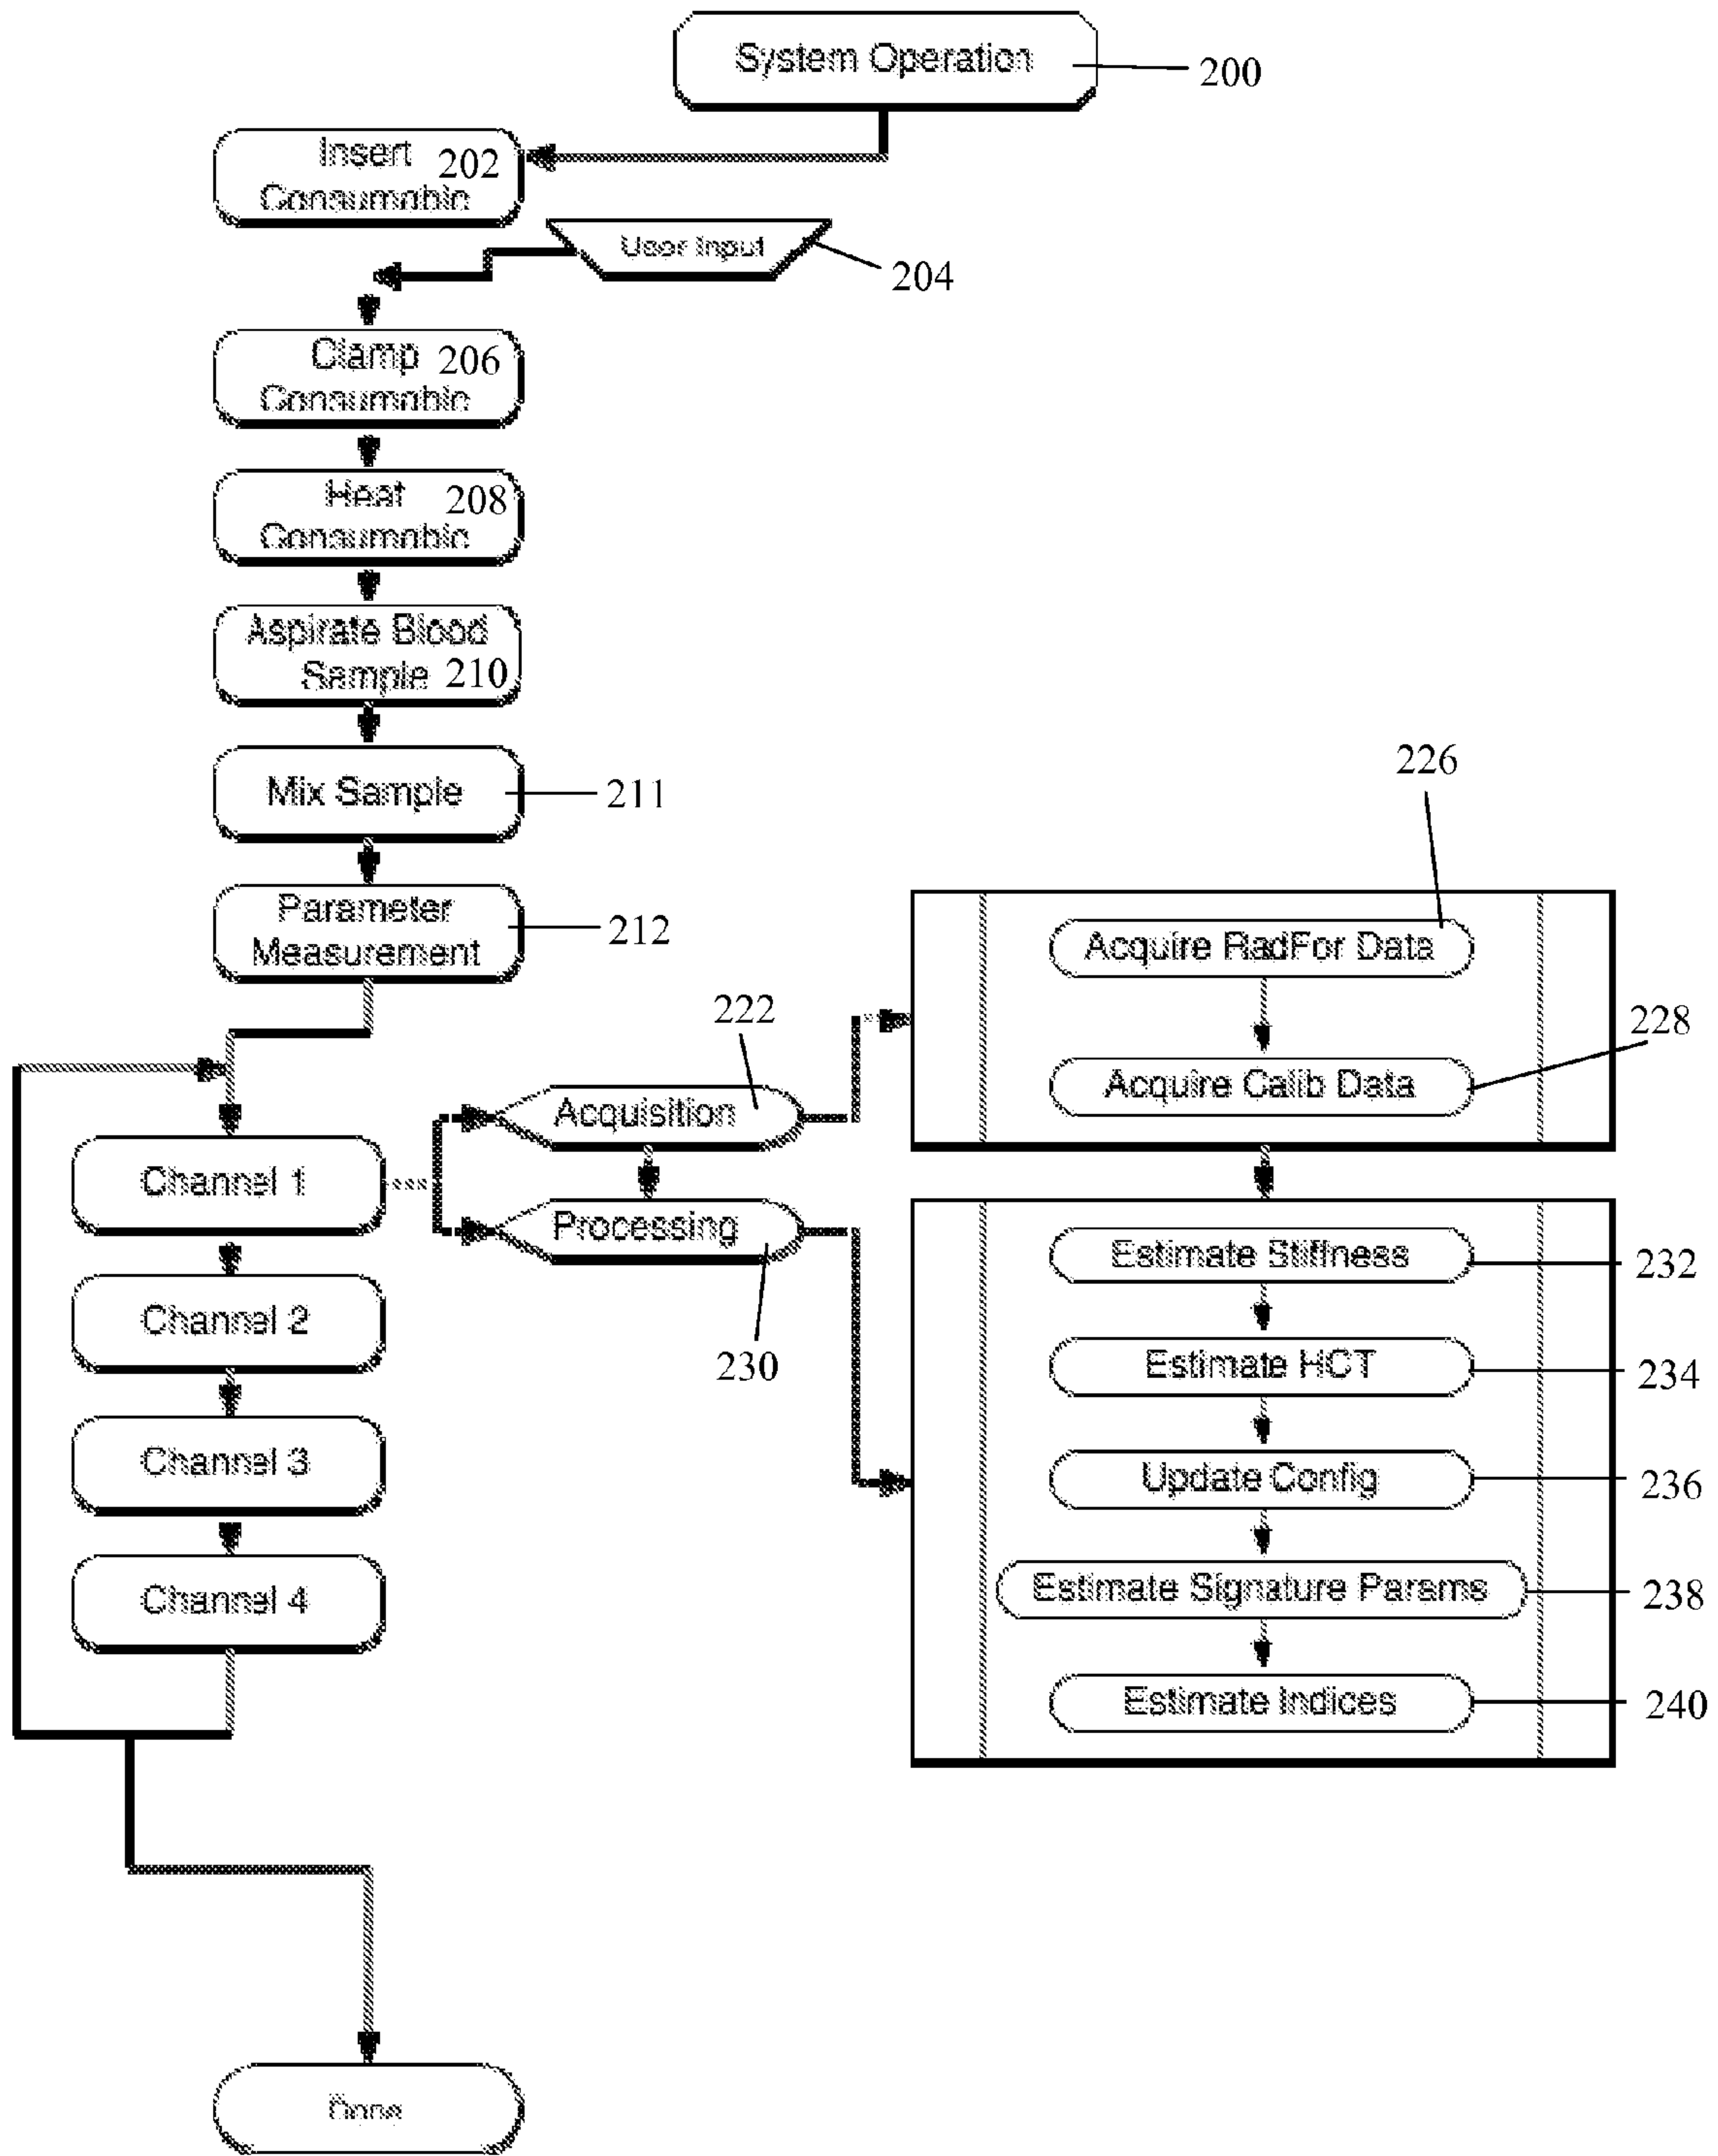 System Operation
200
Insert 202
Consumable
User Input
204
Clamp 206
Consumable
Heat 208
Consumable
Aspirate Blood
Sample 210
Mix Sample
211
Parameter
Measurement
212
Channel 1
Channel 2
Channel 3
Channel 4
Done
Acquisition
222
Processing
230
226
Acquire RadFor Data
228
Acquire Calib Data
Estimate Stiffness
232
Estimate HCT
234
Update Config
236
Estimate Signature Params
238
Estimate Indices
240